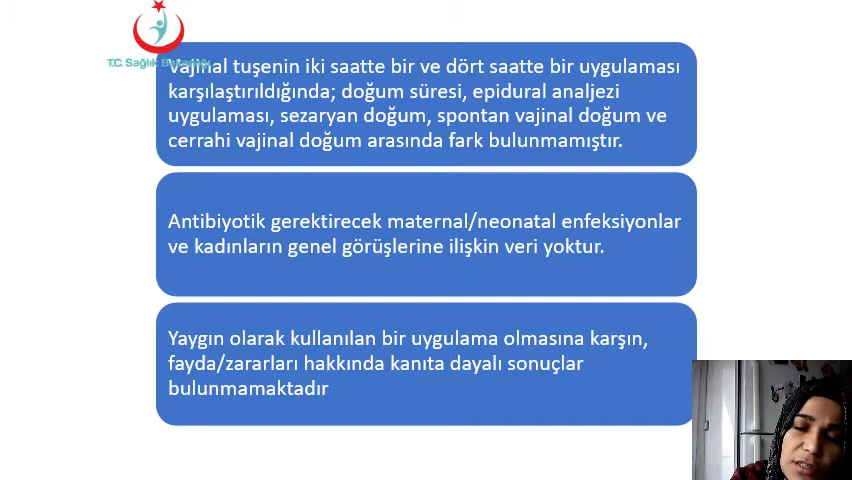 T.C. Sağlık Bakanlığı
Vajinal tuşenin iki saatte bir ve dört saatte bir uygulaması
karşılaştırıldığında; doğum süresi, epidural analjezi
uygulaması, sezaryan doğum, spontan vajinal doğum ve
cerrahi vajinal doğum arasında fark bulunmamıştır.
Antibiyotik gerektirecek maternal/neonatal enfeksiyonlar
ve kadınların genel görüşlerine ilişkin veri yoktur.
Yaygın olarak kullanılan bir uygulama olmasına karşın,
fayda/zararları hakkında kanıta dayalı sonuçlar
bulunmamaktadır